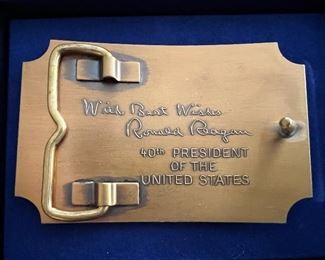 With Best Wishes
Ronald Reagan
40th PRESIDENT
OF THE
UNITED STATES